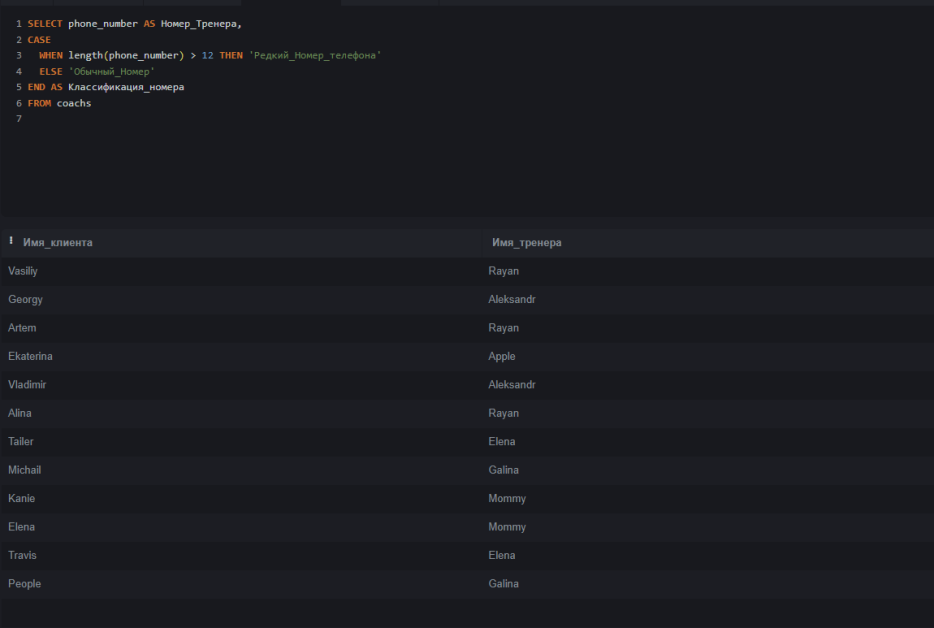 1 SELECT phone_number AS Номер_Тренера,
2 CASE
3 WHEN length(phone_number) > 12 THEN 'Редкий_Номер_телефона'
4 ELSE 'Обычный_Номер'
5 END AS Классификация_номера
6 FROM coachs
7
Имя_клиента Имя_тренера
Vasiliy Rayan
Georgy Aleksandr
Artem Rayan
Ekaterina Apple
Vladimir Aleksandr
Alina Rayan
Tailer Elena
Michail Galina
Kanie Mommy
Elena Mommy
Travis Elena
People Galina